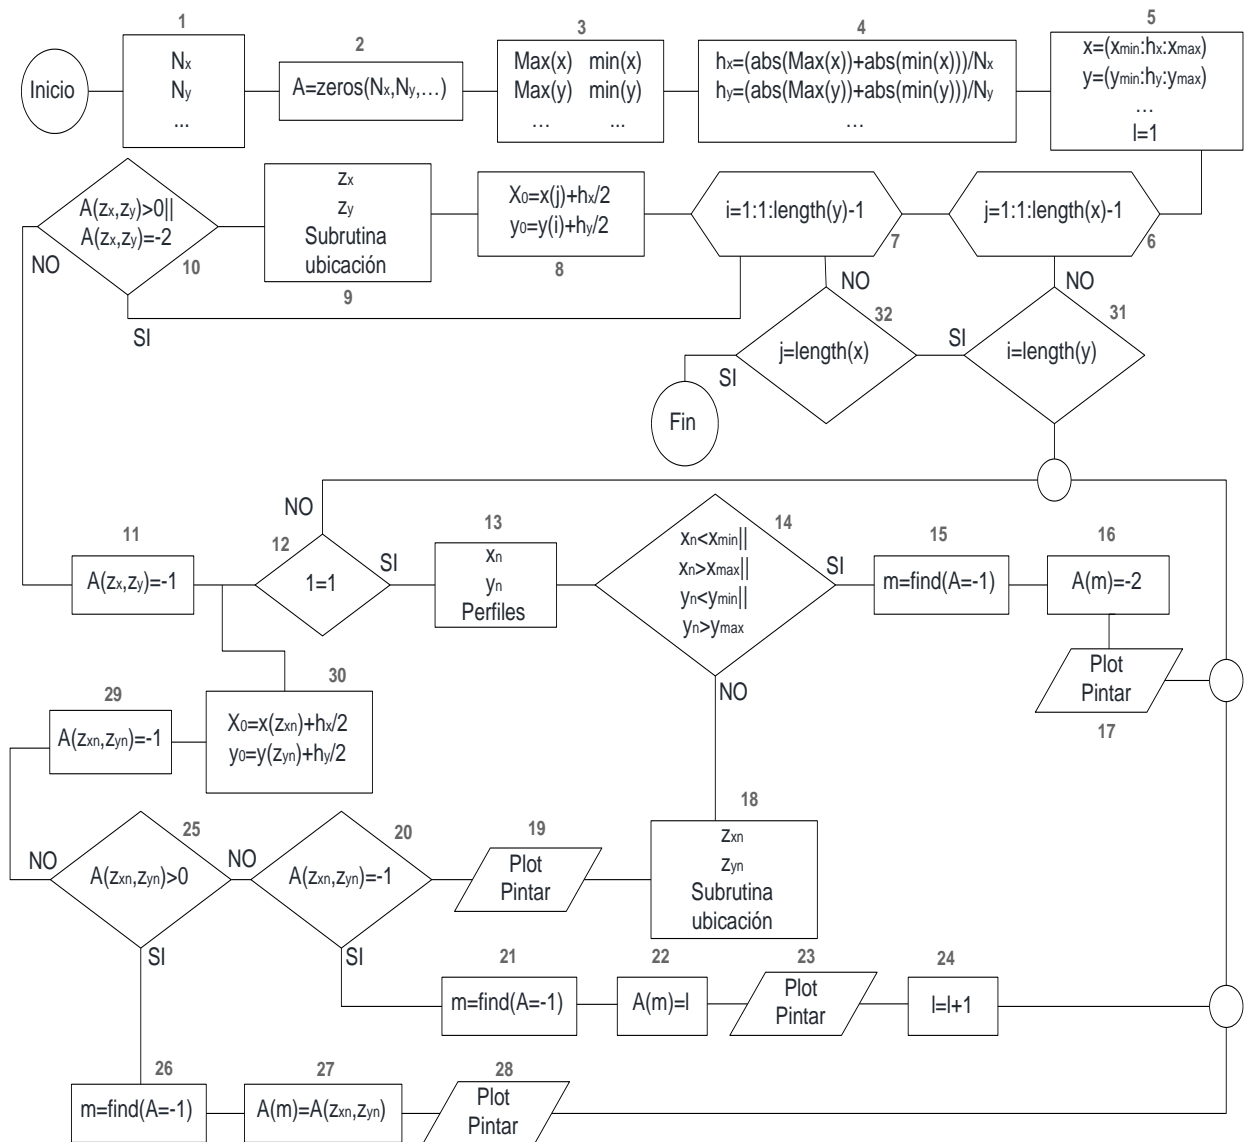 Inicio
1
Nx
Ny
...
2
A=zeros(Nx,Ny,…)
3
Max(x) min(x)
Max(y) min(y)
… ...
4
hx=(abs(Max(x))+abs(min(x)))/Nx
hy=(abs(Max(y))+abs(min(y)))/Ny
…
5
x=(xmin:hx:xmax)
y=(ymin:hy:ymax)
…
l=1
j=1:1:length(x)-1
6
NO
i=1:1:length(y)-1
7
NO
X0=x(j)+hx/2
y0=y(i)+hy/2
8
zx
zy
Subrutina
ubicación
9
A(zx,zy)>0||
A(zx,zy)=-2
10
NO
SI
31
i=length(y)
SI
32
j=length(x)
SI
Fin
11
A(zx,zy)=-1
12
1=1
NO
SI
13
xn
yn
Perfiles
14
xn<xmin||
xn>xmax||
yn<ymin||
yn>ymax
SI
NO
15
m=find(A=-1)
16
A(m)=-2
Plot
Pintar
17
18
zxn
zyn
Subrutina
ubicación
19
Plot
Pintar
20
A(zxn,zyn)=-1
NO
SI
21
m=find(A=-1)
22
A(m)=l
23
Plot
Pintar
24
l=l+1
25
A(zxn,zyn)>0
NO
SI
26
m=find(A=-1)
27
A(m)=A(zxn,zyn)
28
Plot
Pintar
29
A(zxn,zyn)=-1
30
X0=x(zxn)+hx/2
y0=y(zyn)+hy/2